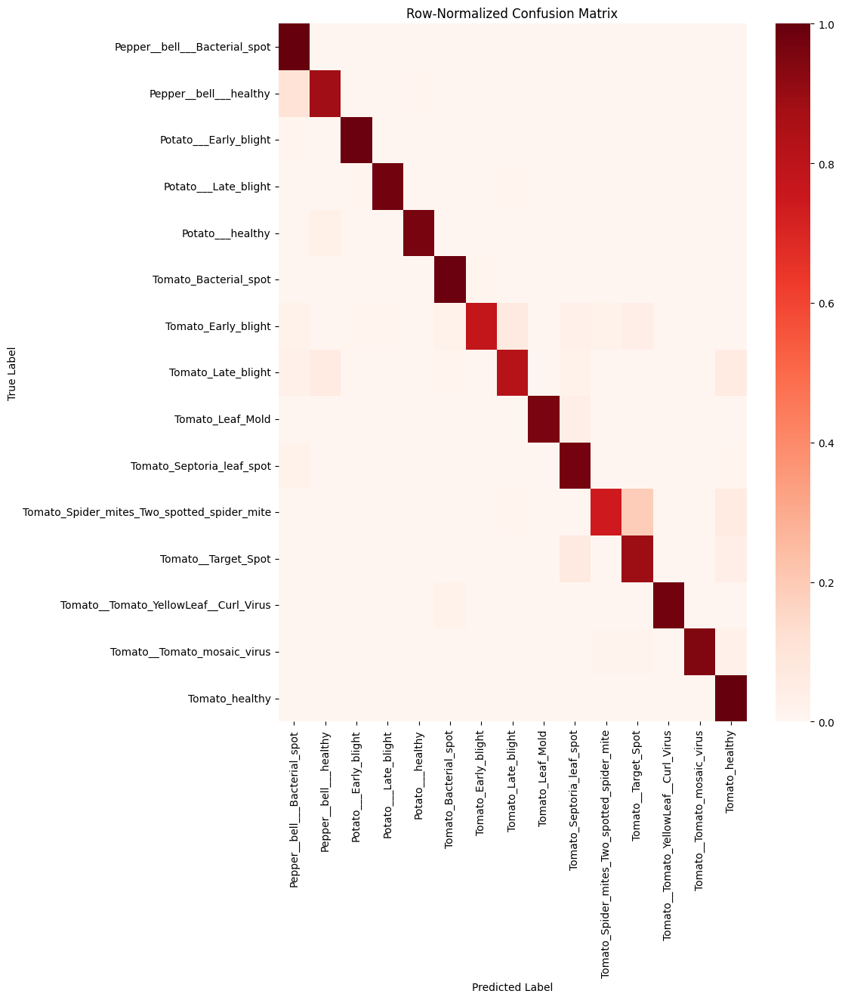 Row-Normalized Confusion Matrix
True Label
Pepper__bell___Bacterial_spot
Pepper__bell___healthy
Potato___Early_blight
Potato___Late_blight
Potato___healthy
Tomato_Bacterial_spot
Tomato_Early_blight
Tomato_Late_blight
Tomato_Leaf_Mold
Tomato_Septoria_leaf_spot
Tomato_Spider_mites_Two_spotted_spider_mite
Tomato__Target_Spot
Tomato__Tomato_YellowLeaf__Curl_Virus
Tomato__Tomato_mosaic_virus
Tomato_healthy
Pepper__bell___Bacterial_spot
Pepper__bell___healthy
Potato___Early_blight
Potato___Late_blight
Potato___healthy
Tomato_Bacterial_spot
Tomato_Early_blight
Tomato_Late_blight
Tomato_Leaf_Mold
Tomato_Septoria_leaf_spot
Tomato_Spider_mites_Two_spotted_spider_mite
Tomato__Target_Spot
Tomato__Tomato_YellowLeaf__Curl_Virus
Tomato__Tomato_mosaic_virus
Tomato_healthy
Predicted Label
1.0
0.8
0.6
0.4
0.2
0.0